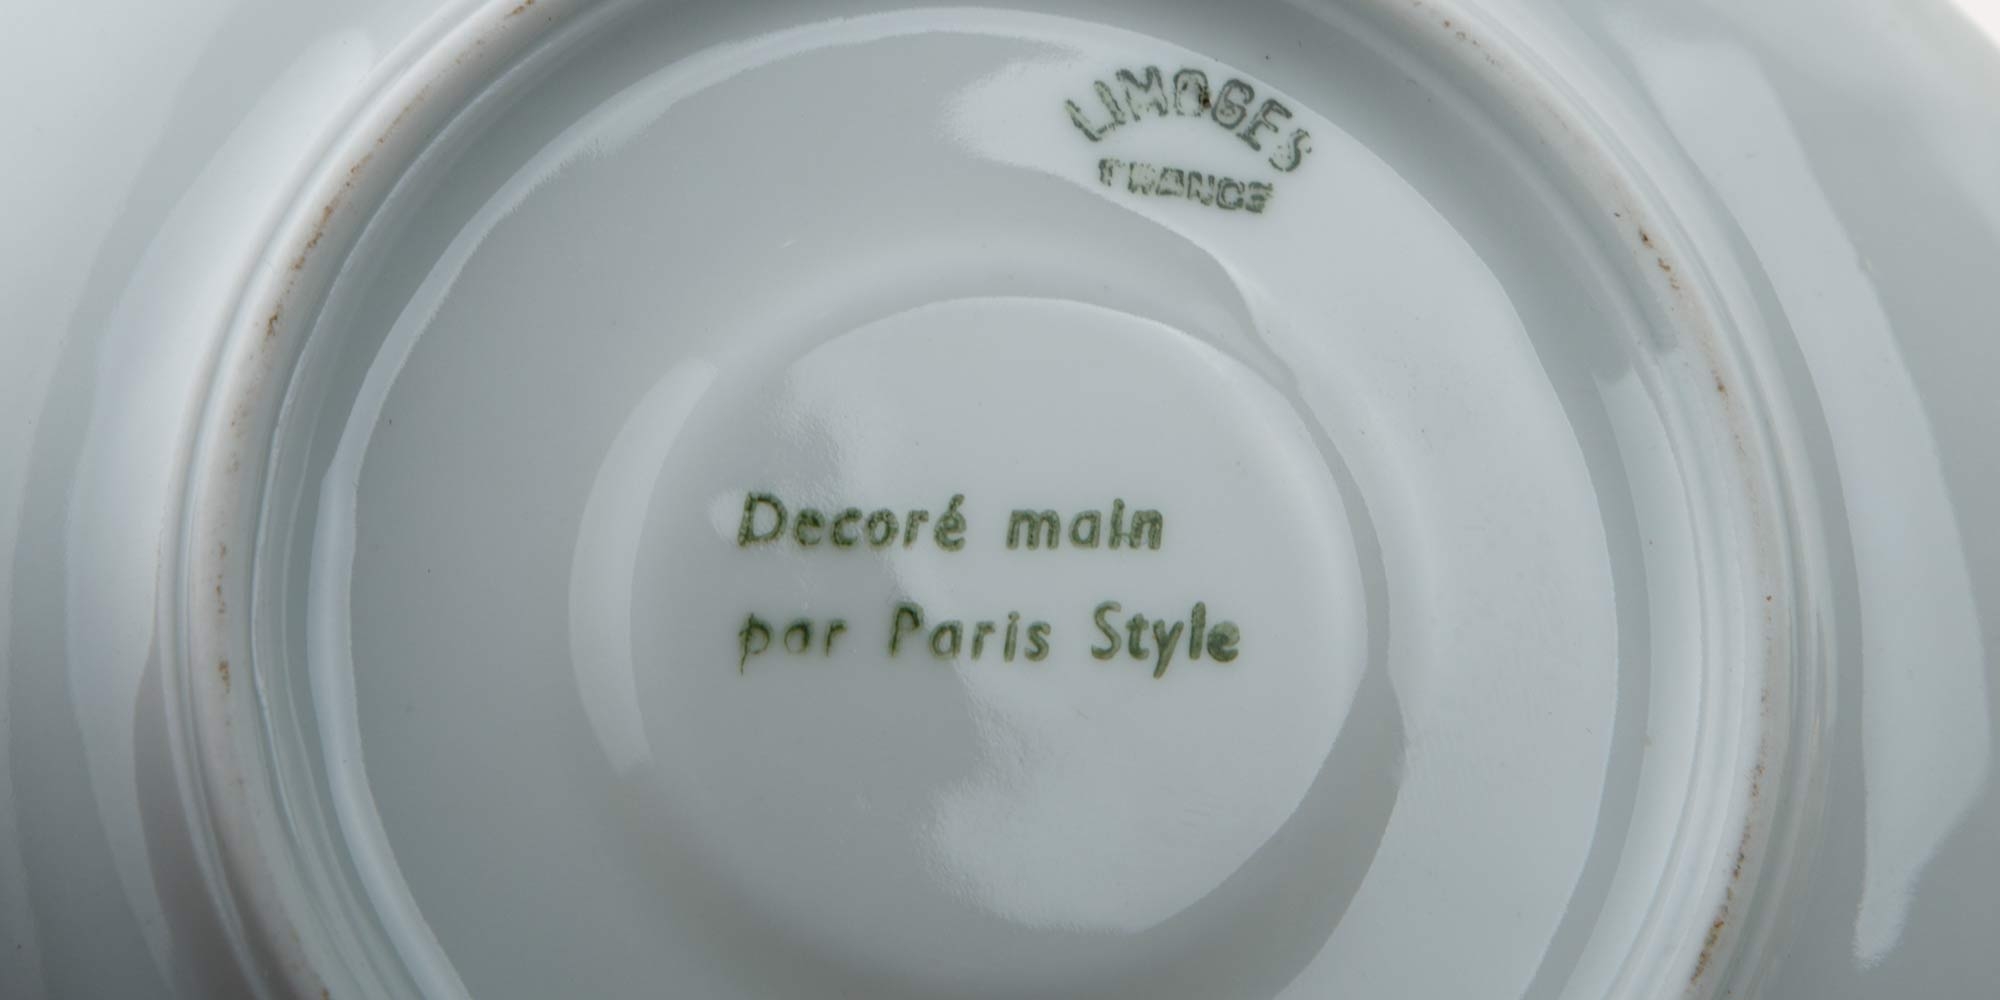 LIMOGES
FRANCE
Decoré main
par Paris Style